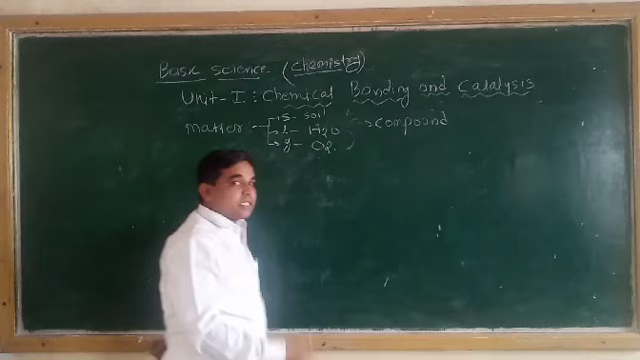 Basic science (chemistry)
Unit-I : Chemical Bonding and Catalysis
matter → s - soil → compound
→ l - H2O
→ g - O2.